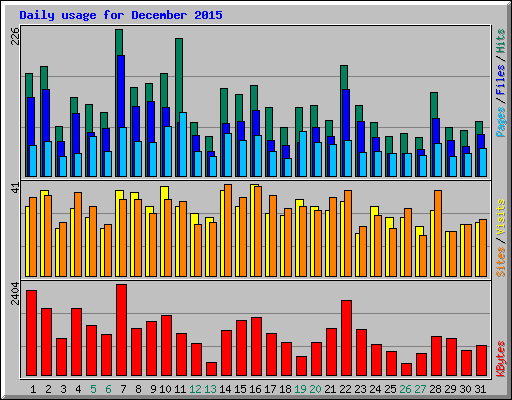 Daily usage for December 2015
226
Pages / Files / Hits
41
Sites / Visits
2404
KBytes
1 2 3 4 5 6 7 8 9 10 11 12 13 14 15 16 17 18 19 20 21 22 23 24 25 26 27 28 29 30 31